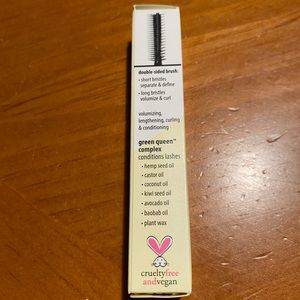 double-sided brush:
• short bristles
separate & define
• long bristles
volumize & curl
volumizing,
lengthening, curling
& conditioning
green queen™
complex
conditions lashes
• hemp seed oil
• castor oil
• coconut oil
• kiwi seed oil
• avocado oil
• baobab oil
• plant wax
crueltyfree
andvegan